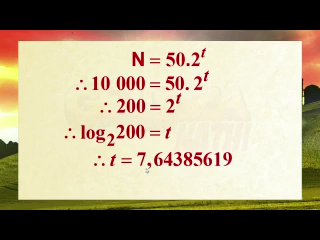 N = 50.2^t
∴ 10 000 = 50. 2^t
∴ 200 = 2^t
∴ log₂200 = t
∴ t = 7,64385619